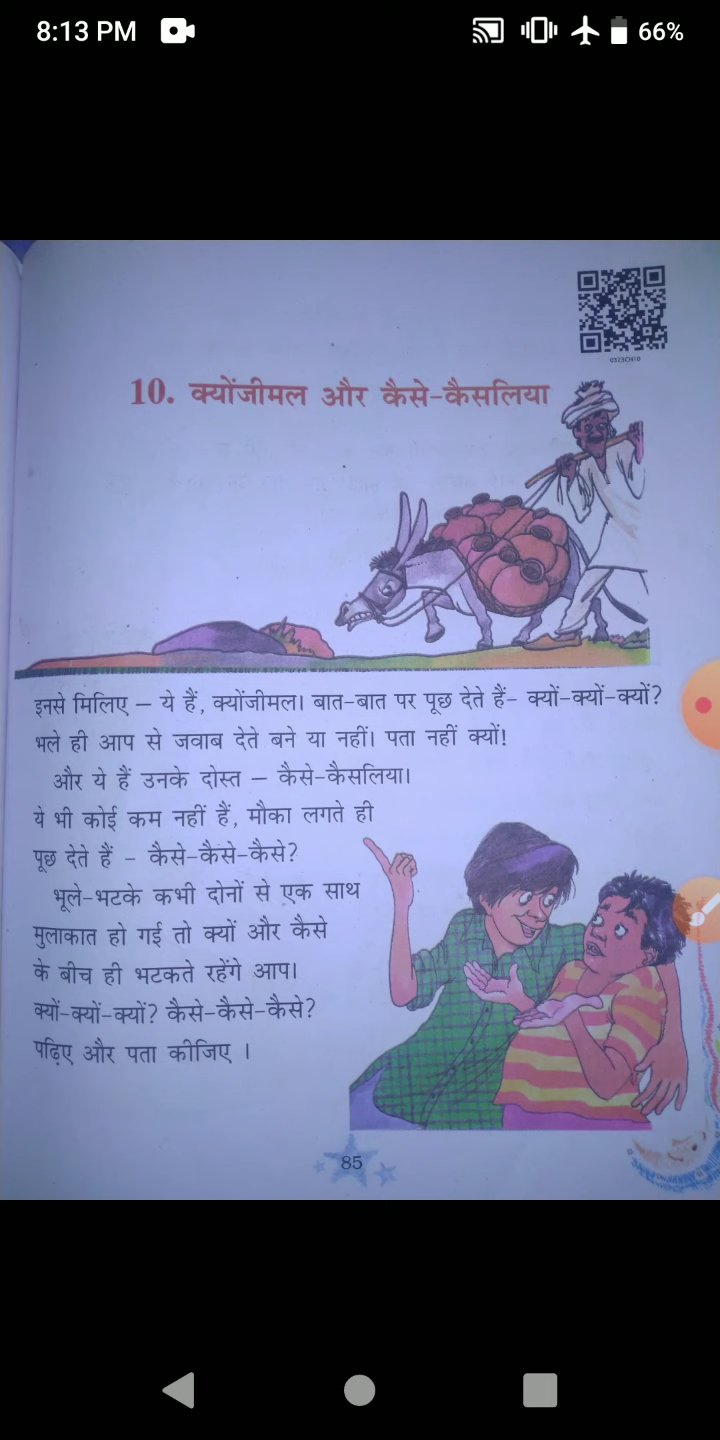 8:13 PM
66%
0323CH10
10. क्योंजीमल और कैसे-कैसलिया
इनसे मिलिए – ये हैं, क्योंजीमल। बात-बात पर पूछ देते हैं- क्यों-क्यों-क्यों?
भले ही आप से जवाब देते बने या नहीं। पता नहीं क्यों!
और ये हैं उनके दोस्त – कैसे-कैसलिया।
ये भी कोई कम नहीं हैं, मौका लगते ही
पूछ देते हैं – कैसे-कैसे-कैसे?
भूले-भटके कभी दोनों से एक साथ
मुलाकात हो गई तो क्यों और कैसे
के बीच ही भटकते रहेंगे आप।
क्यों-क्यों-क्यों? कैसे-कैसे-कैसे?
पढ़िए और पता कीजिए ।
85